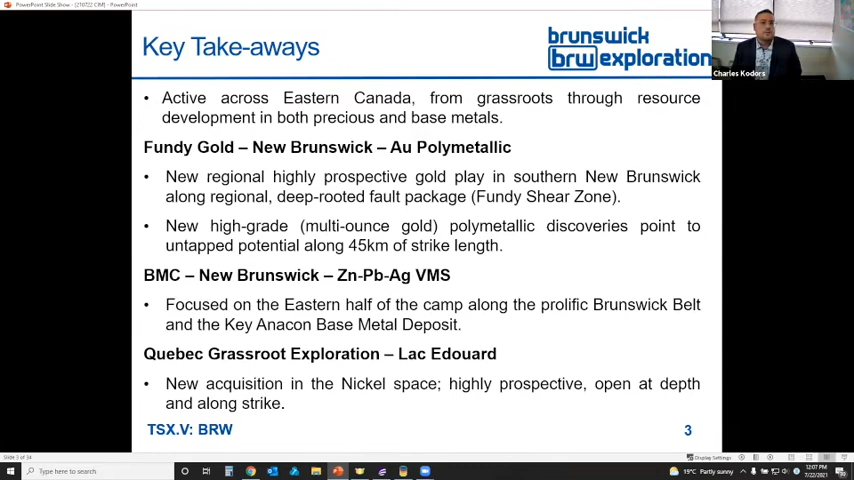 PowerPoint Slide Show - [210722 CIM] - PowerPoint
Key Take-aways
brunswick
brw exploration
Charles Kodors
• Active across Eastern Canada, from grassroots through resource
development in both precious and base metals.
Fundy Gold – New Brunswick – Au Polymetallic
• New regional highly prospective gold play in southern New Brunswick
along regional, deep-rooted fault package (Fundy Shear Zone).
• New high-grade (multi-ounce gold) polymetallic discoveries point to
untapped potential along 45km of strike length.
BMC – New Brunswick – Zn-Pb-Ag VMS
• Focused on the Eastern half of the camp along the prolific Brunswick Belt
and the Key Anacon Base Metal Deposit.
Quebec Grassroot Exploration – Lac Edouard
• New acquisition in the Nickel space; highly prospective, open at depth
and along strike.
TSX.V: BRW
3
Slide 3 of 34
Display Settings
Type here to search
19°C Partly sunny
12:07 PM
7/22/2021